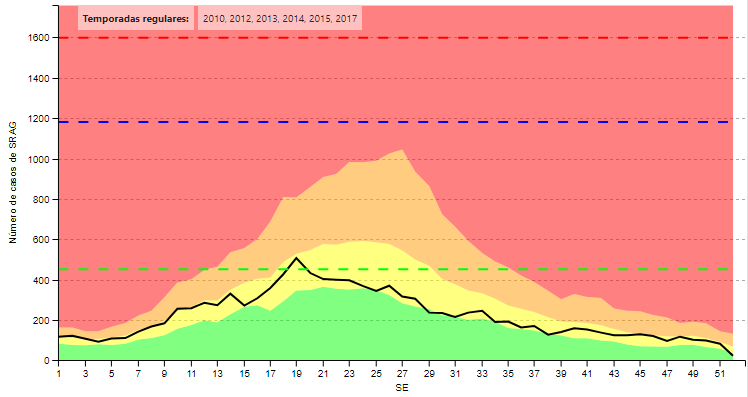 Temporadas regulares: 2010, 2012, 2013, 2014, 2015, 2017
1600
1400
1200
1000
800
600
400
200
0
Número de casos de SRAG
1 3 5 7 9 11 13 15 17 19 21 23 25 27 29 31 33 35 37 39 41 43 45 47 49 51
SE